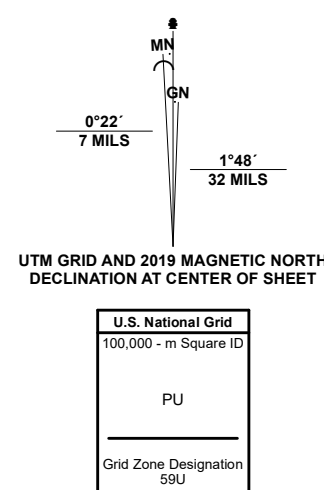 MN
GN
0°22´
7 MILS
1°48´
32 MILS
UTM GRID AND 2019 MAGNETIC NORTH
DECLINATION AT CENTER OF SHEET
U.S. National Grid
100,000 - m Square ID
PU
Grid Zone Designation
59U